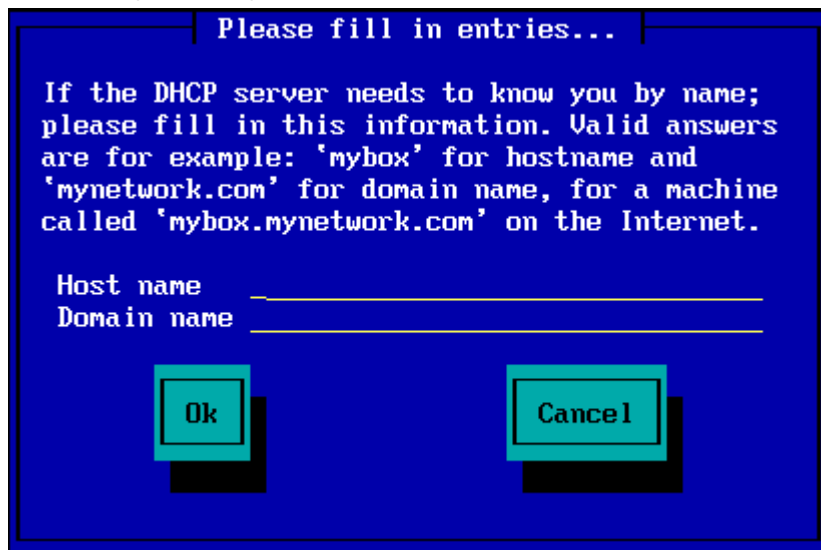 Please fill in entries...
If the DHCP server needs to know you by name;
please fill in this information. Valid answers
are for example: ‛mybox’ for hostname and
‛mynetwork.com’ for domain name, for a machine
called ‛mybox.mynetwork.com’ on the Internet.
Host name
Domain name
Ok Cancel